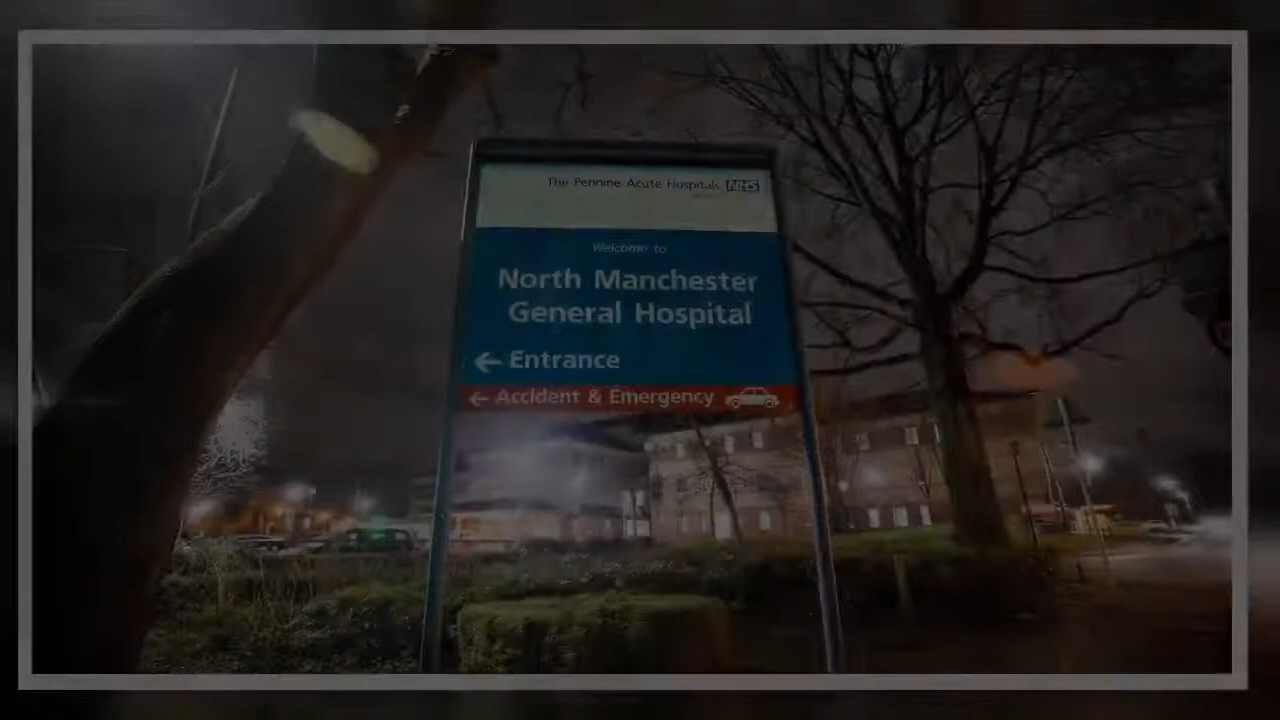 The Pennine Acute Hospitals NHS
Welcome to
North Manchester
General Hospital
← Entrance
← Accident & Emergency